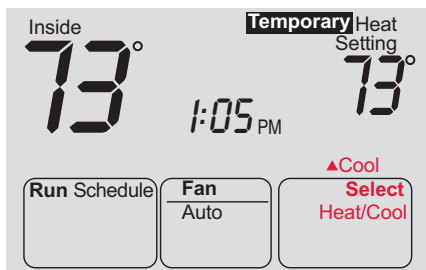 Inside
Temporary Heat
Setting
73°
73°
1:05 PM
▲Cool
Run Schedule
Fan
Auto
Select
Heat/Cool